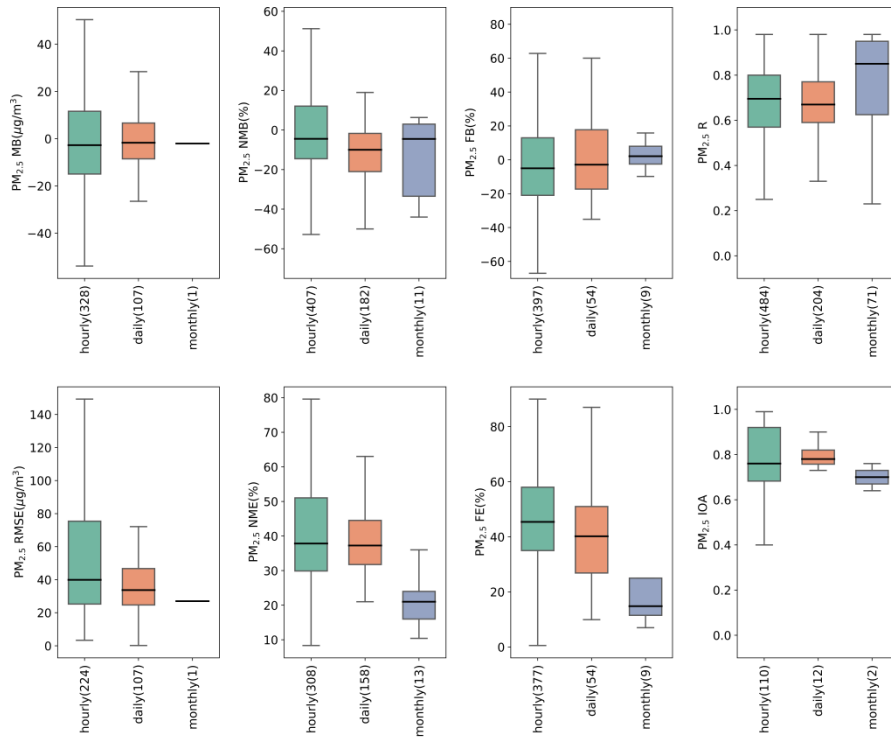 PM2.5 MB(μg/m³)
40
20
0
−20
−40
hourly(328)
daily(107)
monthly(1)
PM2.5 NMB(%)
60
40
20
0
−20
−40
−60
hourly(407)
daily(182)
monthly(11)
PM2.5 FB(%)
80
60
40
20
0
−20
−40
−60
hourly(397)
daily(54)
monthly(9)
PM2.5 R
1.0
0.8
0.6
0.4
0.2
0.0
hourly(484)
daily(204)
monthly(71)
PM2.5 RMSE(μg/m³)
140
120
100
80
60
40
20
0
hourly(224)
daily(107)
monthly(1)
PM2.5 NME(%)
80
70
60
50
40
30
20
10
hourly(308)
daily(158)
monthly(13)
PM2.5 FE(%)
80
60
40
20
0
hourly(377)
daily(54)
monthly(9)
PM2.5 IOA
1.0
0.8
0.6
0.4
0.2
0.0
hourly(110)
daily(12)
monthly(2)